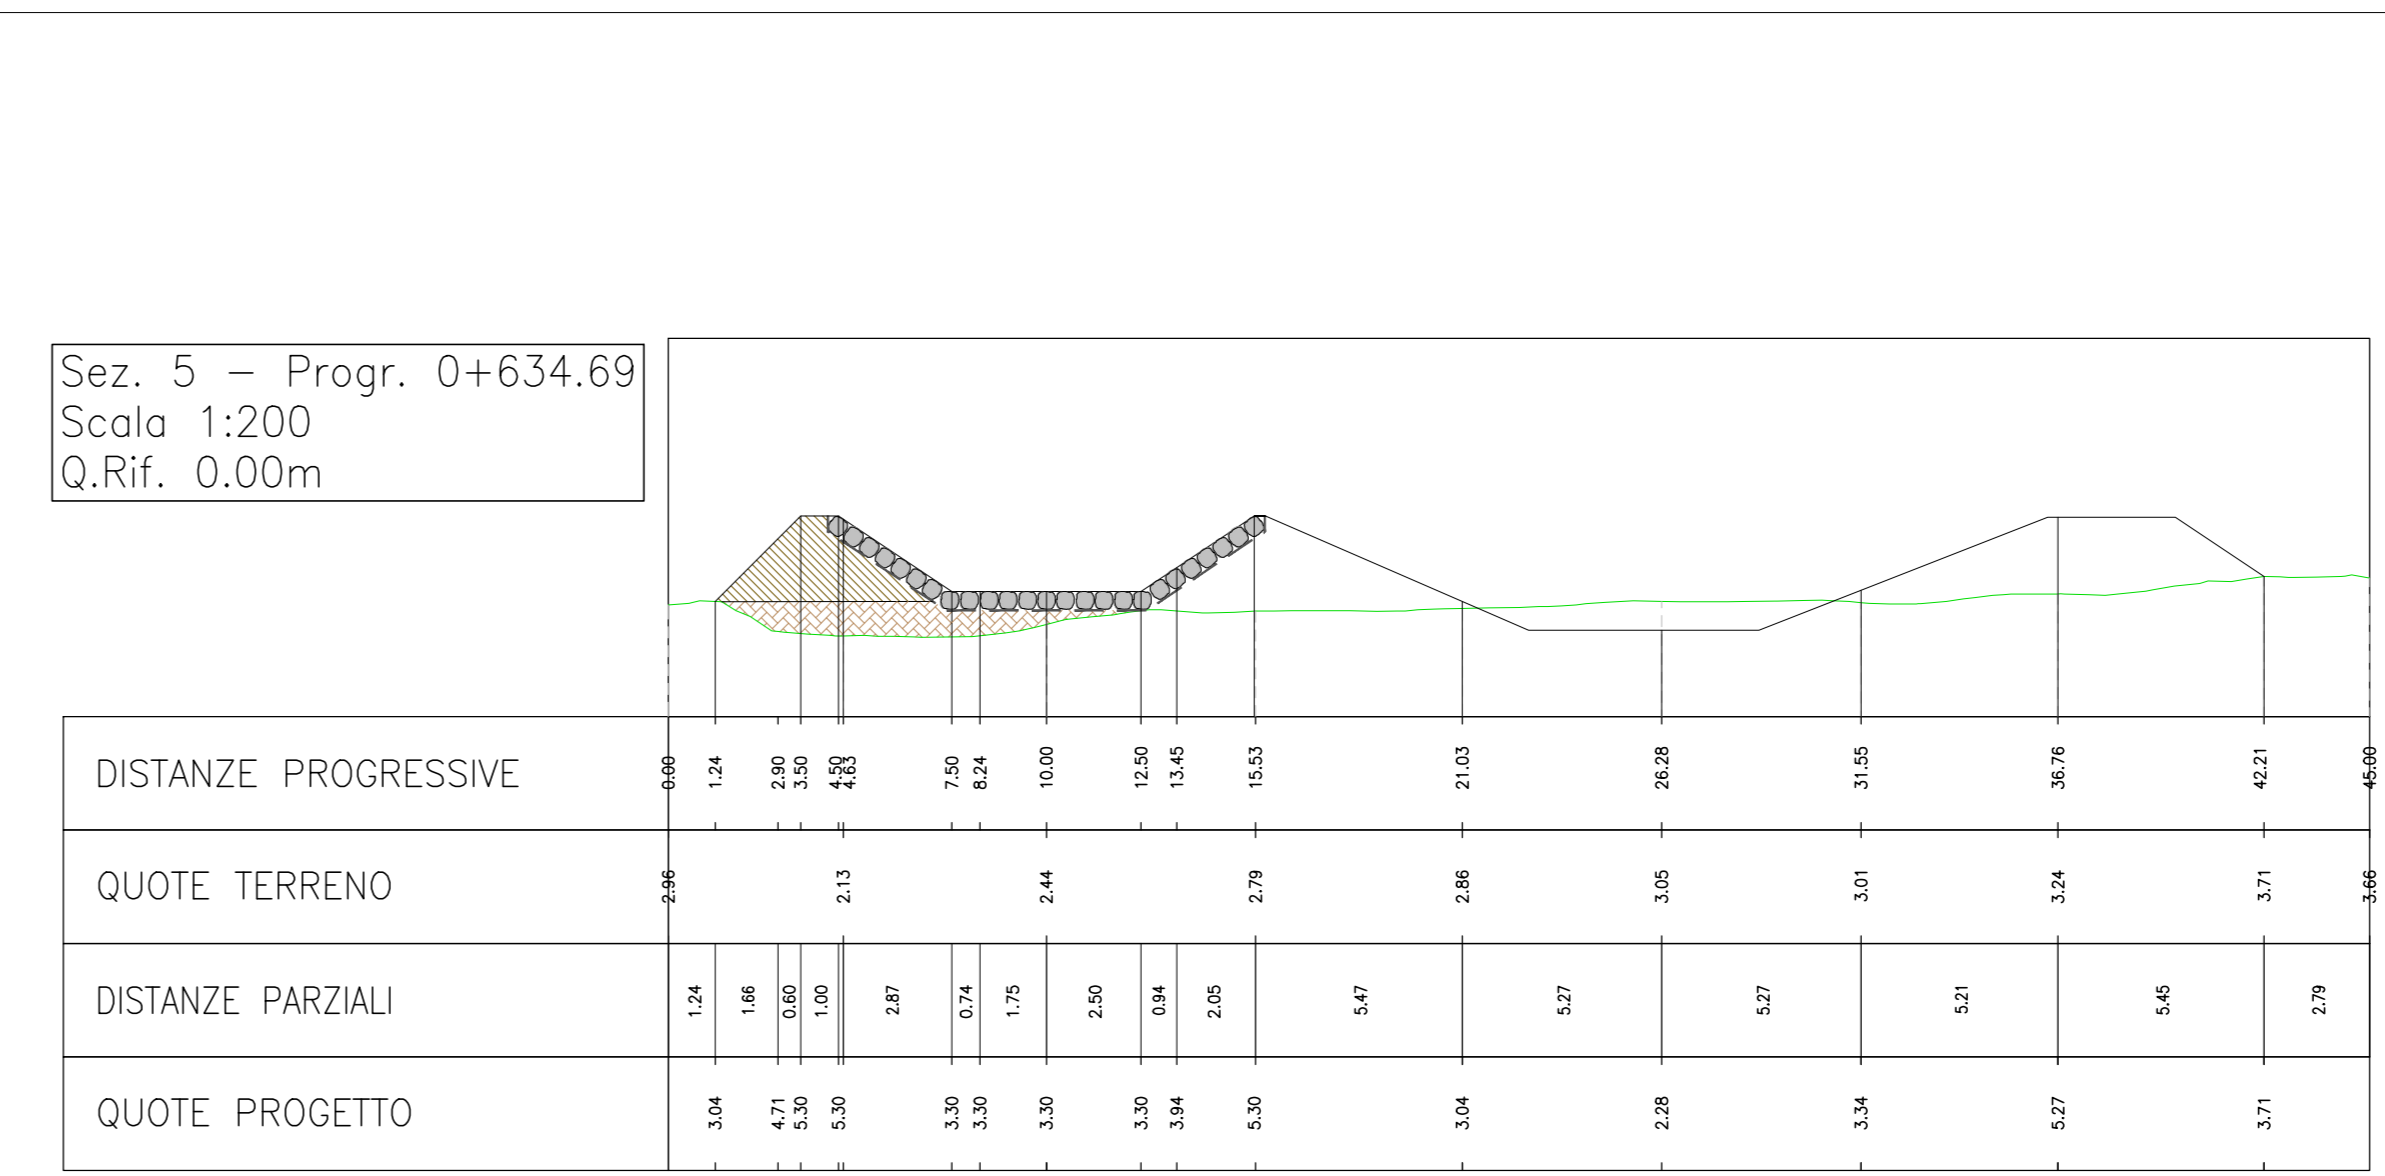 Sez. 5 – Progr. 0+634.69
Scala 1:200
Q.Rif. 0.00m
DISTANZE PROGRESSIVE 0.00 1.24 2.90 3.50 4.50 4.63 7.50 8.24 10.00 12.50 13.45 15.53 21.03 26.28 31.55 36.76 42.21 45.00
QUOTE TERRENO 2.96 2.13 2.44 2.79 2.86 3.05 3.01 3.24 3.71 3.66
DISTANZE PARZIALI 1.24 1.66 0.60 1.00 2.87 0.74 1.75 2.50 0.94 2.05 5.47 5.27 5.27 5.21 5.45 2.79
QUOTE PROGETTO 3.04 4.71 5.30 5.30 3.30 3.30 3.30 3.30 3.94 5.30 3.04 2.28 3.34 5.27 3.71